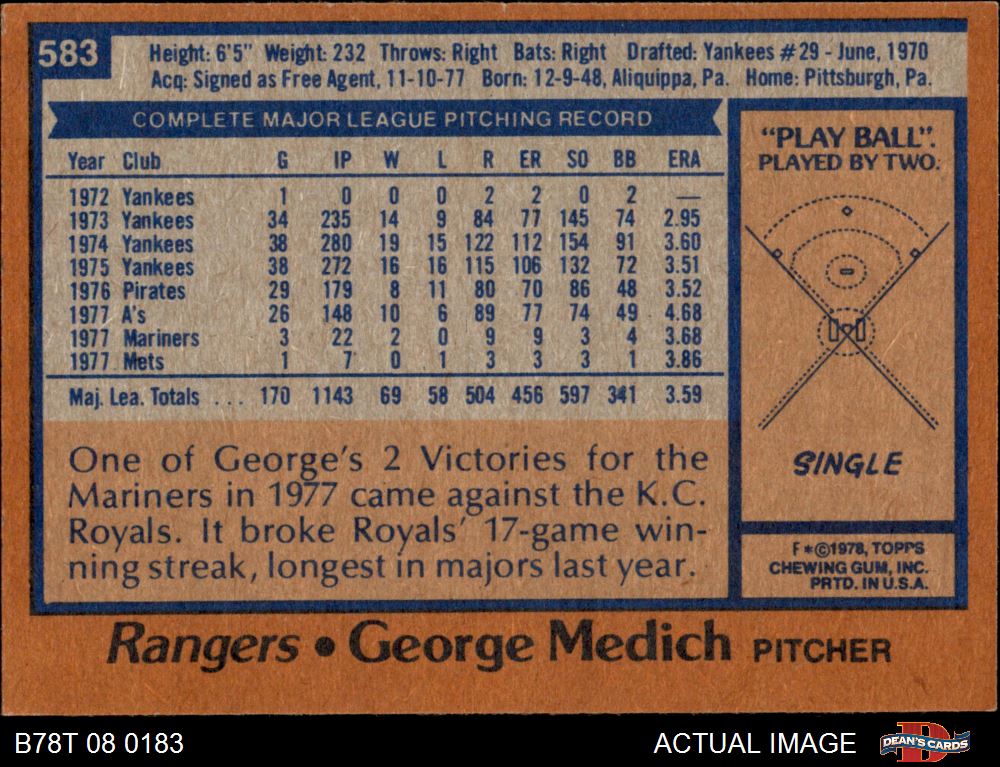 583
Height: 6'5" Weight: 232 Throws: Right Bats: Right Drafted: Yankees #29 - June, 1970
Acq: Signed as Free Agent, 11-10-77 Born: 12-9-48, Aliquippa, Pa. Home: Pittsburgh, Pa.
COMPLETE MAJOR LEAGUE PITCHING RECORD
Year Club G IP W L R ER SO BB ERA
1972 Yankees 1 0 0 0 2 2 0 2 —
1973 Yankees 34 235 14 9 84 77 145 74 2.95
1974 Yankees 38 280 19 15 122 112 154 91 3.60
1975 Yankees 38 272 16 16 115 106 132 72 3.51
1976 Pirates 29 179 8 11 80 70 86 48 3.52
1977 A's 26 148 10 6 89 77 74 49 4.68
1977 Mariners 3 22 2 0 9 9 3 4 3.68
1977 Mets 1 7 0 1 3 3 3 1 3.86
Maj. Lea. Totals ... 170 1143 69 58 504 456 597 341 3.59
One of George's 2 Victories for the
Mariners in 1977 came against the K.C.
Royals. It broke Royals' 17-game win-
ning streak, longest in majors last year.
"PLAY BALL".
PLAYED BY TWO.
SINGLE
F*©1978, TOPPS
CHEWING GUM, INC.
PRTD. IN U.S.A.
Rangers • George Medich PITCHER
B78T 08 0183
ACTUAL IMAGE
D
DEAN'S CARDS